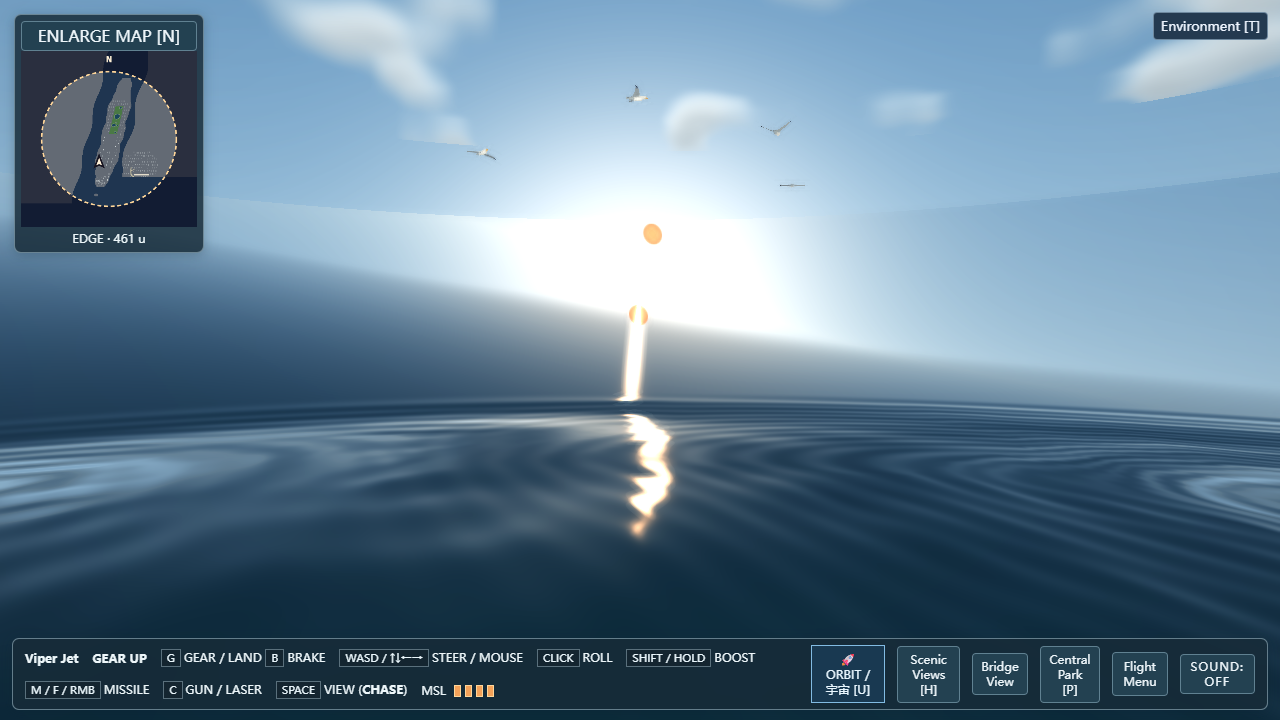 ENLARGE MAP [N]
N
EDGE · 461 u
Environment [T]
Viper Jet GEAR UP G GEAR / LAND B BRAKE WASD / ↑↓←→ STEER / MOUSE CLICK ROLL SHIFT / HOLD BOOST
M / F / RMB MISSILE C GUN / LASER SPACE VIEW (CHASE) MSL
🚀
ORBIT /
宇宙 [U]
Scenic
Views
[H]
Bridge
View
Central
Park
[P]
Flight
Menu
SOUND:
OFF